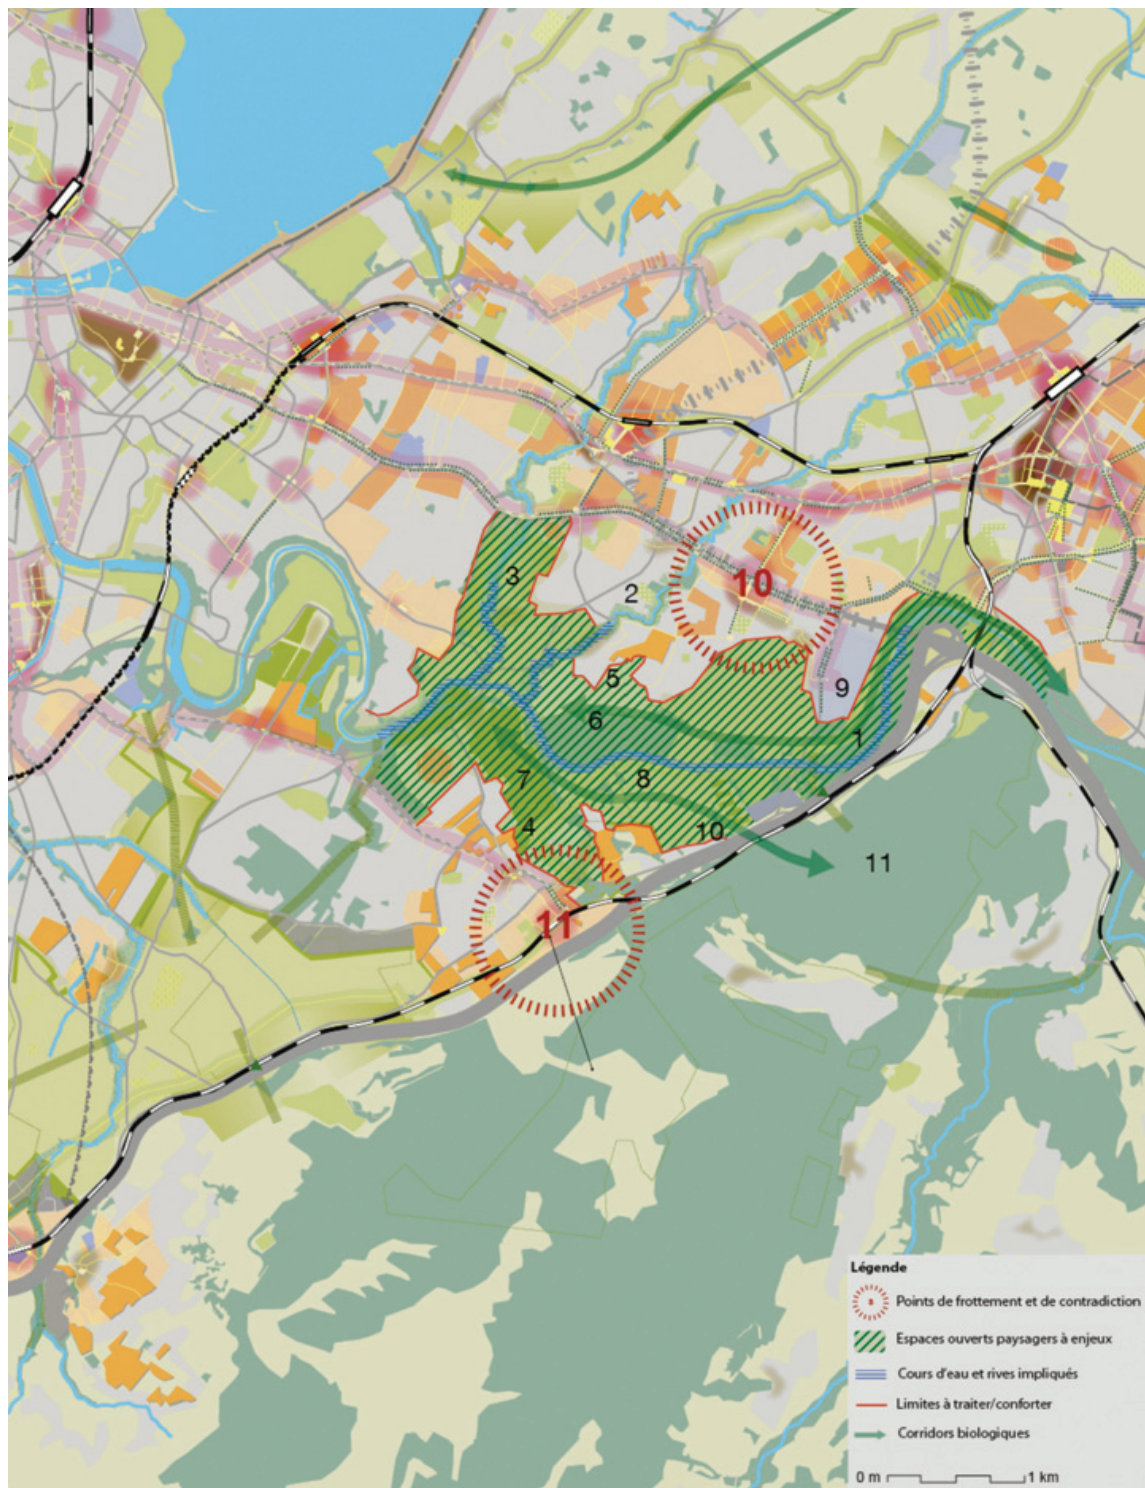 3
2
10
5
9
6
1
7
8
4
10
11
11
Légende
8 Points de frottement et de contradiction
Espaces ouverts paysagers à enjeux
Cours d'eau et rives impliqués
Limites à traiter/conforter
Corridors biologiques
0 m 1 km